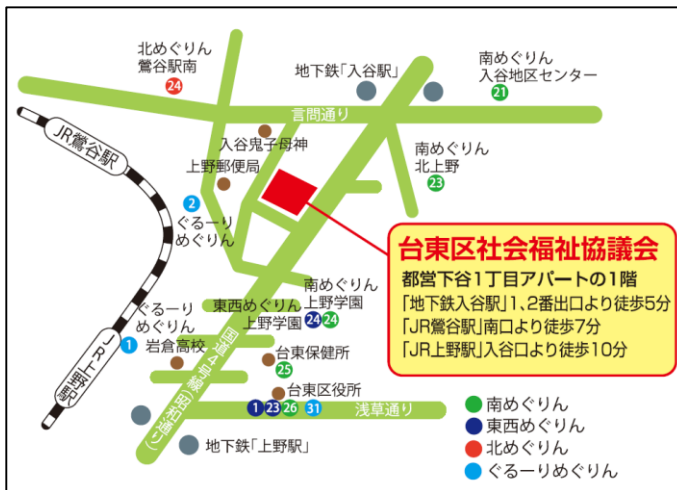 北めぐりん
鶯谷駅南
24
地下鉄「入谷駅」
南めぐりん
入谷地区センター
21
言問通り
JR鶯谷駅
入谷鬼子母神
上野郵便局
南めぐりん
北上野
23
2
ぐるーり
めぐりん
台東区社会福祉協議会
都営下谷1丁目アパートの1階
「地下鉄入谷駅」1、2番出口より徒歩5分
「JR鶯谷駅」南口より徒歩7分
「JR上野駅」入谷口より徒歩10分
南めぐりん
上野学園
24
東西めぐりん
上野学園
24
ぐるーり
めぐりん
1
岩倉高校
JR上野駅
国道4号線(昭和通り)
台東保健所
25
台東区役所
1 23 26 31
浅草通り
地下鉄「上野駅」
南めぐりん
東西めぐりん
北めぐりん
ぐるーりめぐりん